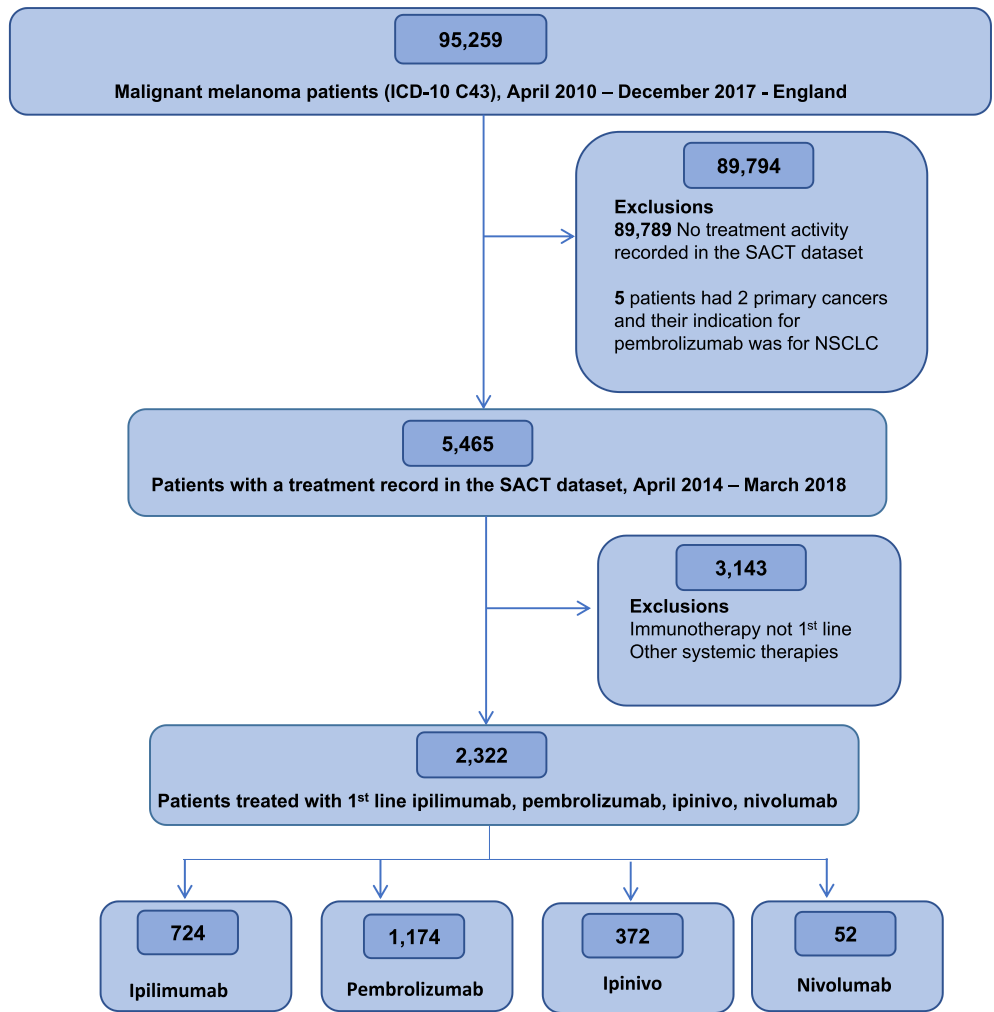 95,259
Malignant melanoma patients (ICD-10 C43), April 2010 – December 2017 - England
89,794
Exclusions
89,789 No treatment activity
recorded in the SACT dataset
5 patients had 2 primary cancers
and their indication for
pembrolizumab was for NSCLC
5,465
Patients with a treatment record in the SACT dataset, April 2014 – March 2018
3,143
Exclusions
Immunotherapy not 1st line
Other systemic therapies
2,322
Patients treated with 1st line ipilimumab, pembrolizumab, ipinivo, nivolumab
724
Ipilimumab
1,174
Pembrolizumab
372
Ipinivo
52
Nivolumab